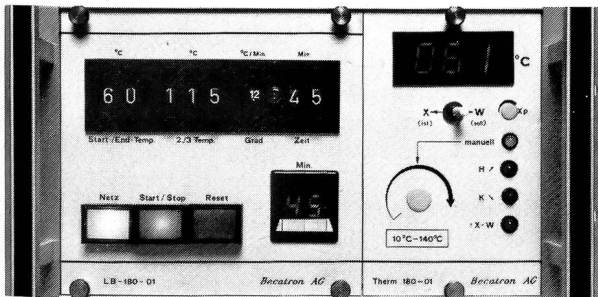 °C °C °C/Min. Min.
60 115 12 45
Start/End-Temp. 2./3 Temp. Grad Zeit
Min.
45
Netz Start/Stop Reset
LB-180-01 Becatron AG
061 °C
X W Xp
(ist) (soll)
manuell
H
K
X-W
10°C-140°C
Therm 180-01 Becatron AG